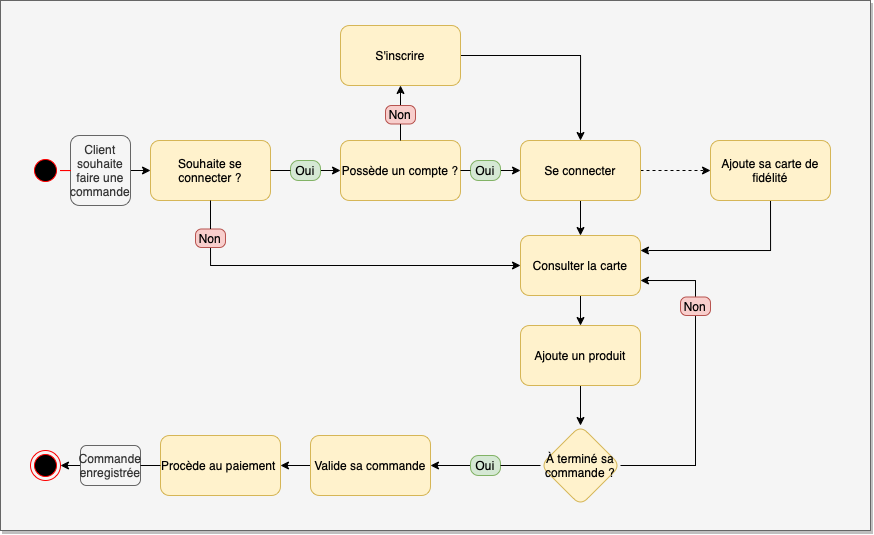 S'inscrire
Non
Client
souhaite
faire une
commande
Souhaite se
connecter ?
Oui
Possède un compte ?
Oui
Se connecter
Ajoute sa carte de
fidélité
Non
Consulter la carte
Non
Ajoute un produit
À terminé sa
commande ?
Oui
Valide sa commande
Procède au paiement
Commande
enregistrée